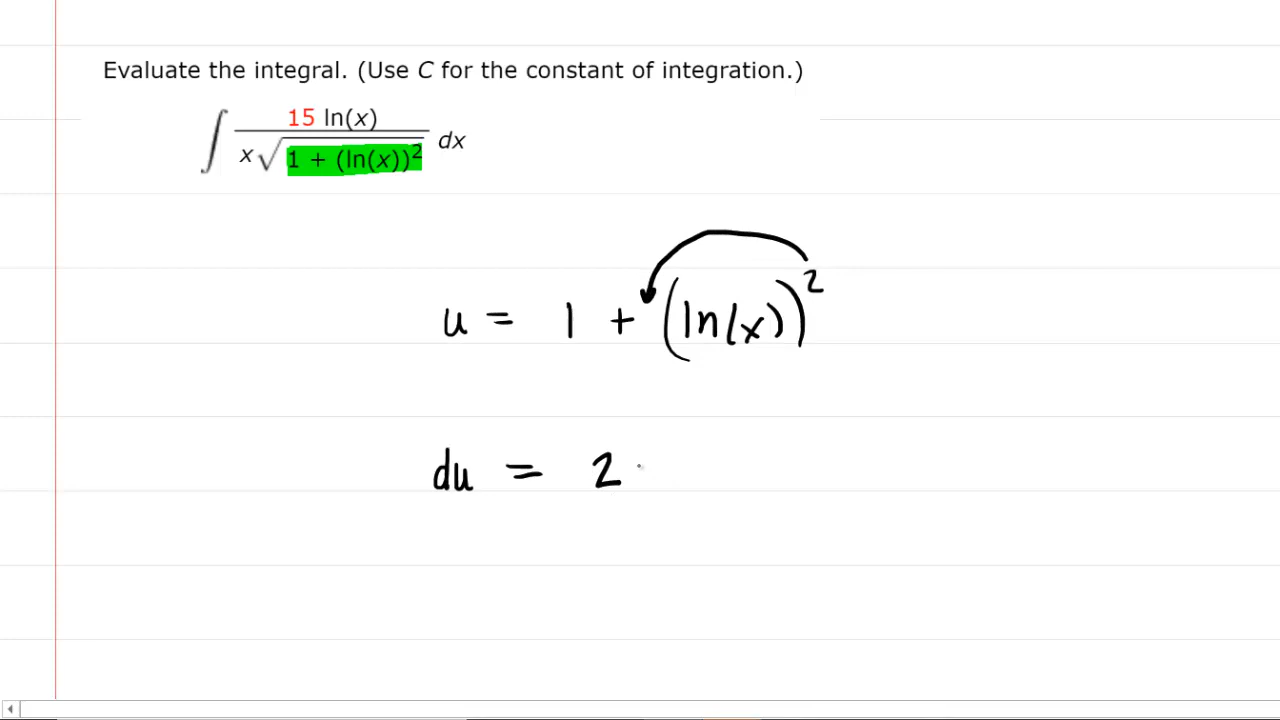 Evaluate the integral. (Use C for the constant of integration.)
∫ 15 ln(x) / x√(1 + (ln(x))²) dx
u = 1 + (ln(x))²
du = 2